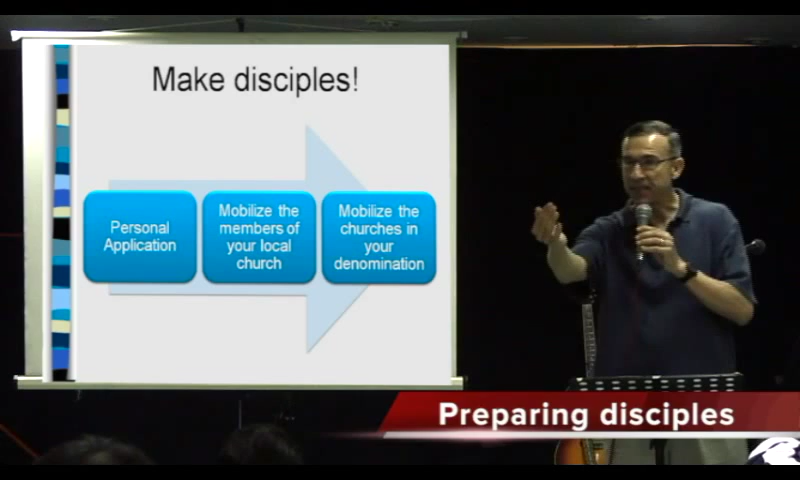 Make disciples!
Personal
Application
Mobilize the
members of
your local
church
Mobilize the
churches in
your
denomination
Preparing disciples